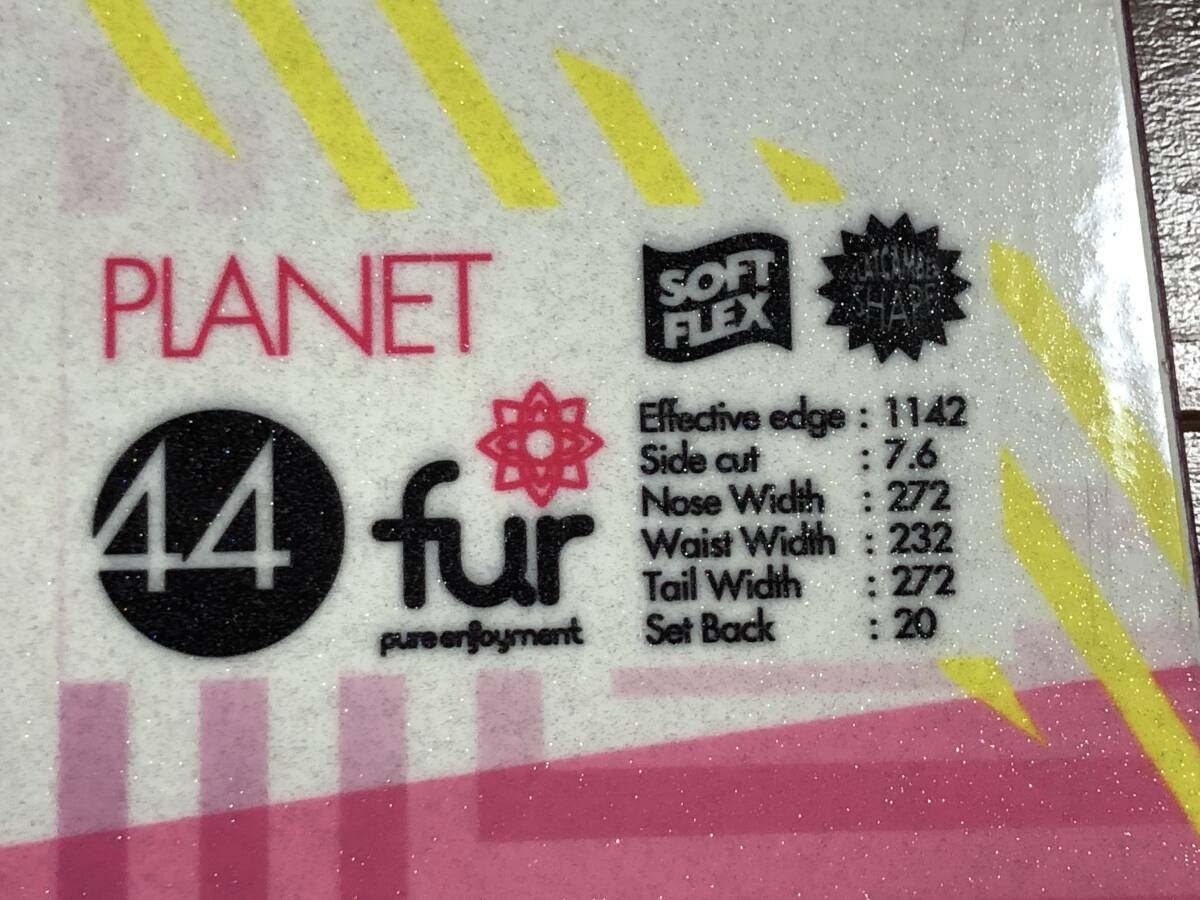 PLANET
SOFT
FLEX
SHAPE
44
fur
pure enjoyment
Effective edge : 1142
Side cut : 7.6
Nose Width : 272
Waist Width : 232
Tail Width : 272
Set Back : 20